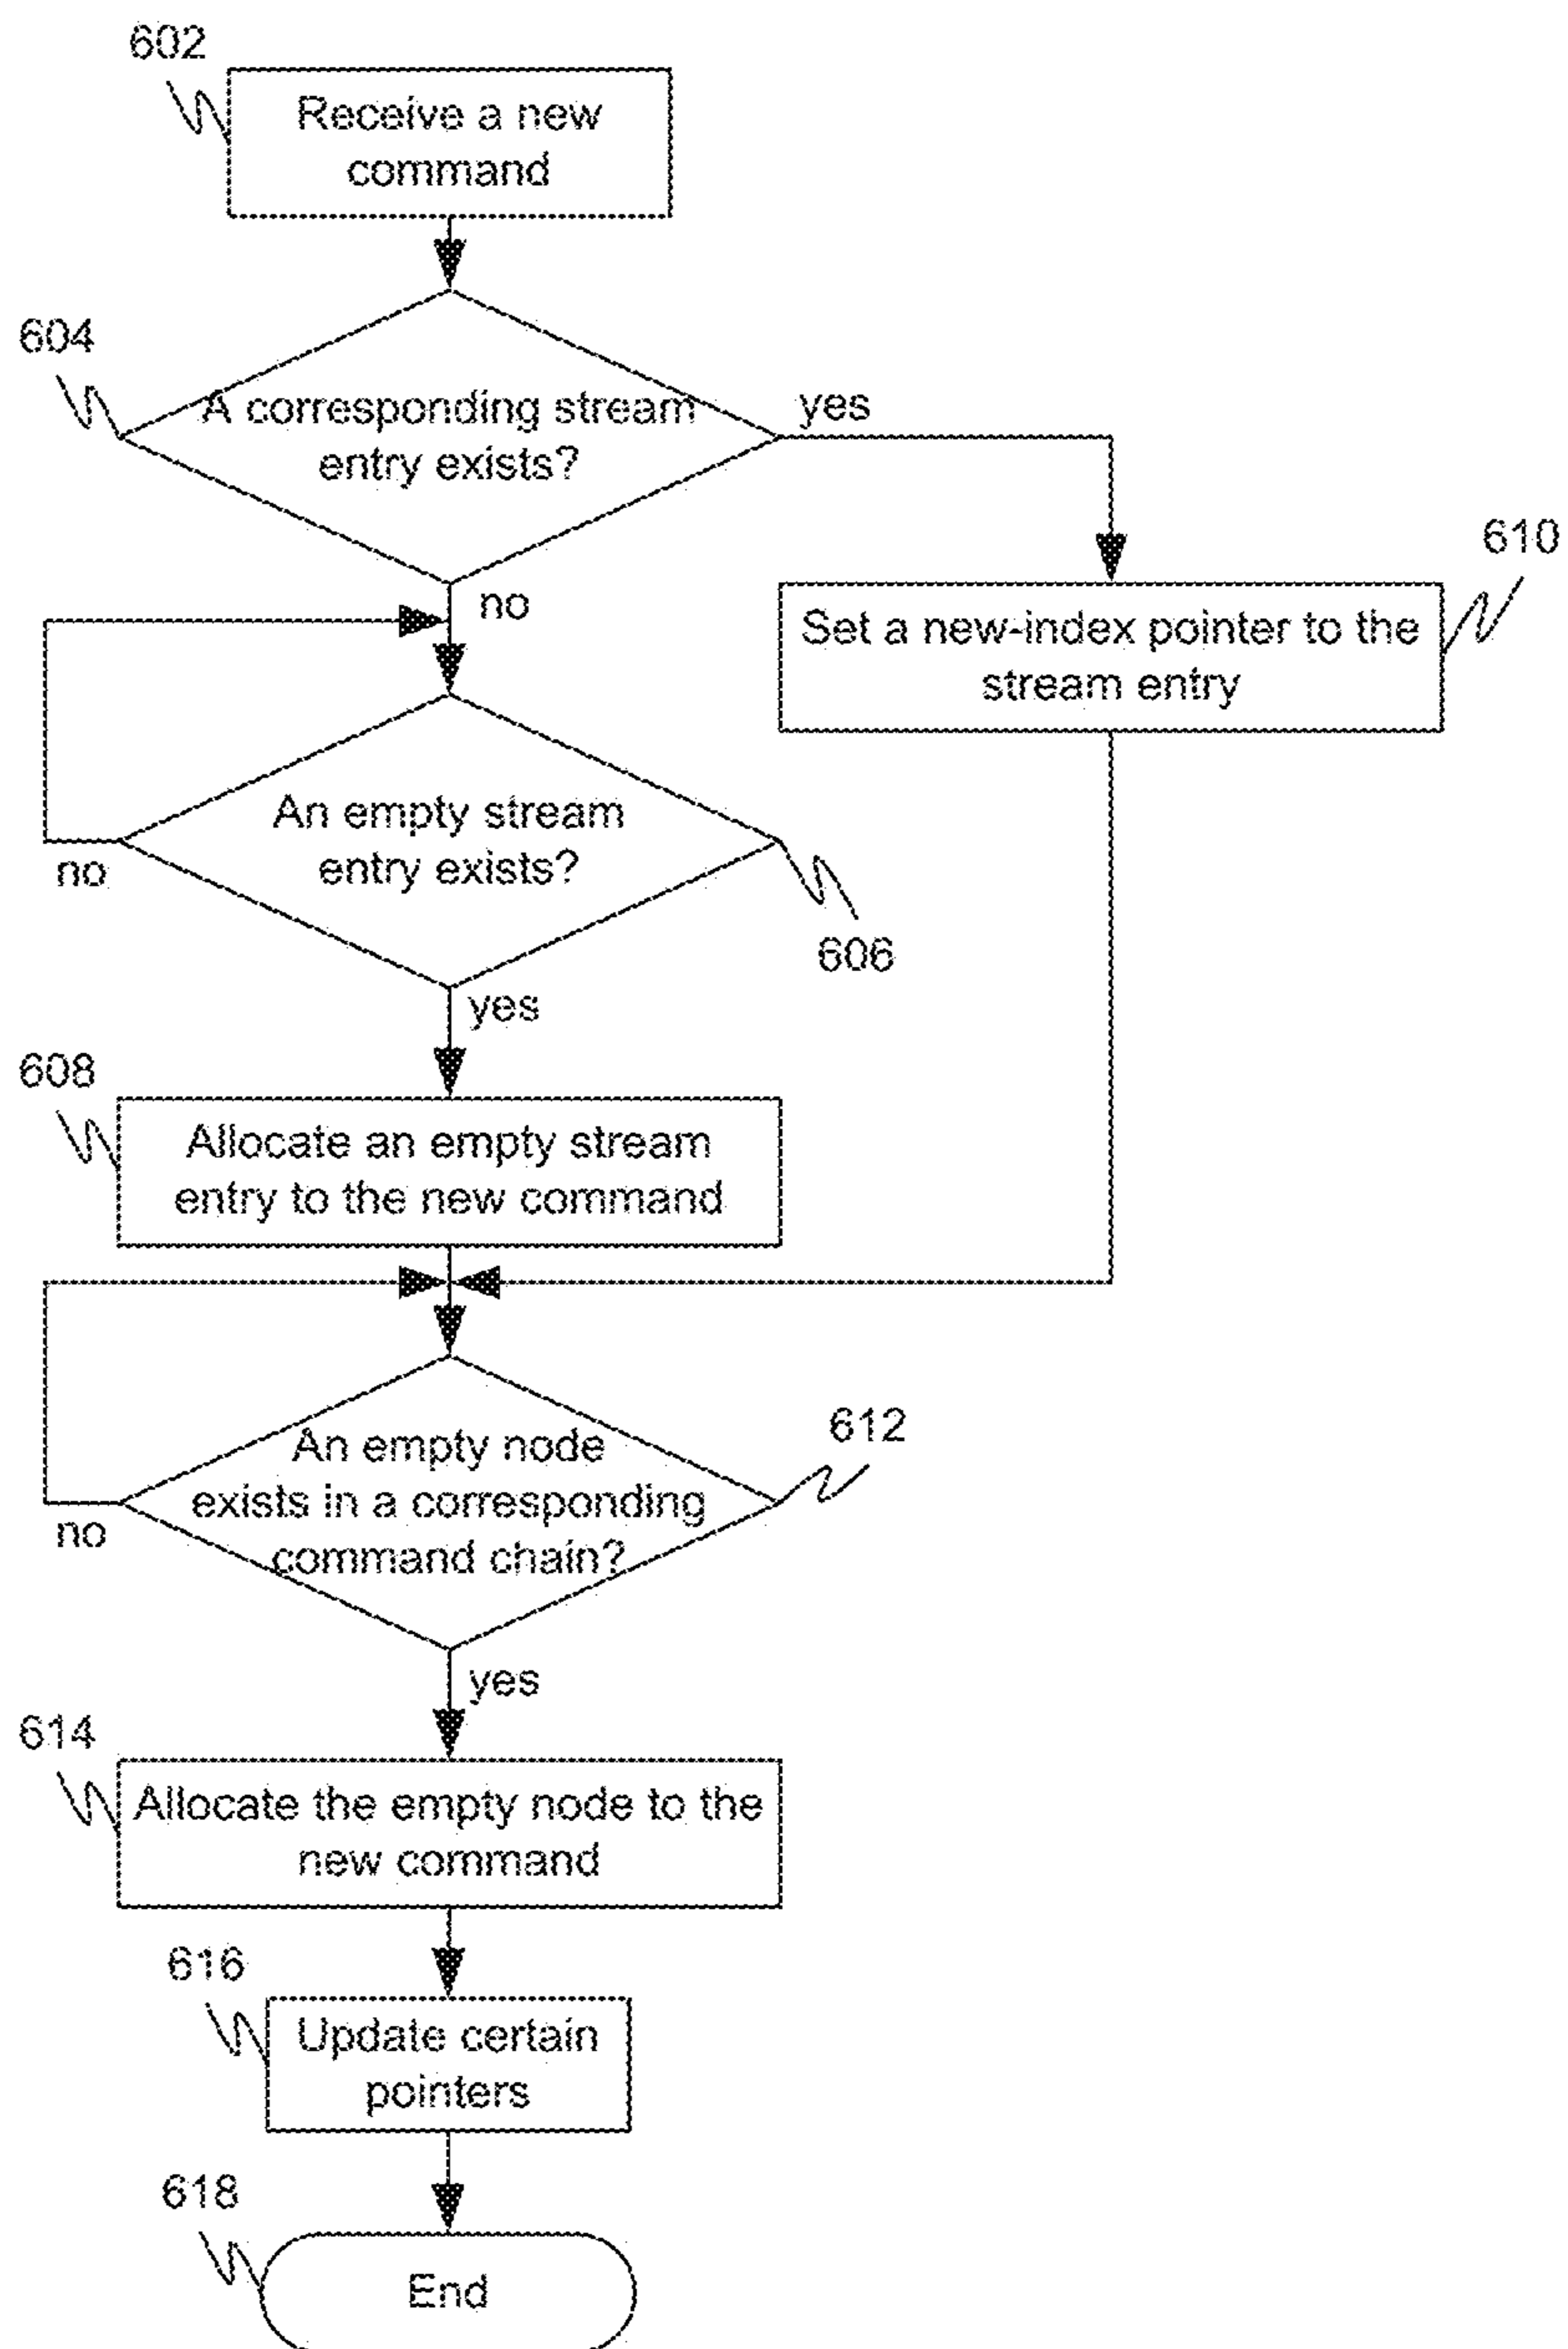 602
Receive a new
command
604
A corresponding stream
entry exists?
yes
no
610
Set a new-index pointer to the
stream entry
An empty stream
entry exists?
no
606
yes
608
Allocate an empty stream
entry to the new command
An empty node
exists in a corresponding
command chain?
612
no
yes
614
Allocate the empty node to the
new command
616
Update certain
pointers
618
End